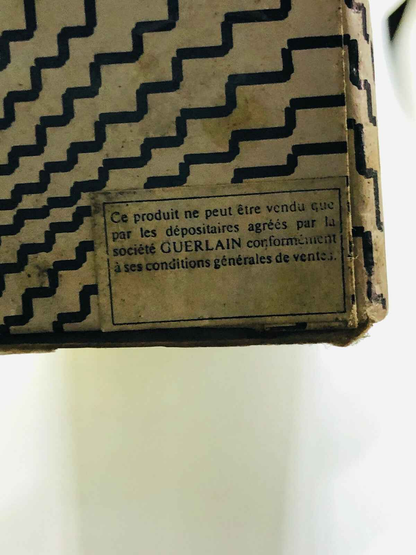 Ce produit ne peut être vendu que
par les dépositaires agréés par la
société GUERLAIN conformément
à ses conditions générales de ventes.